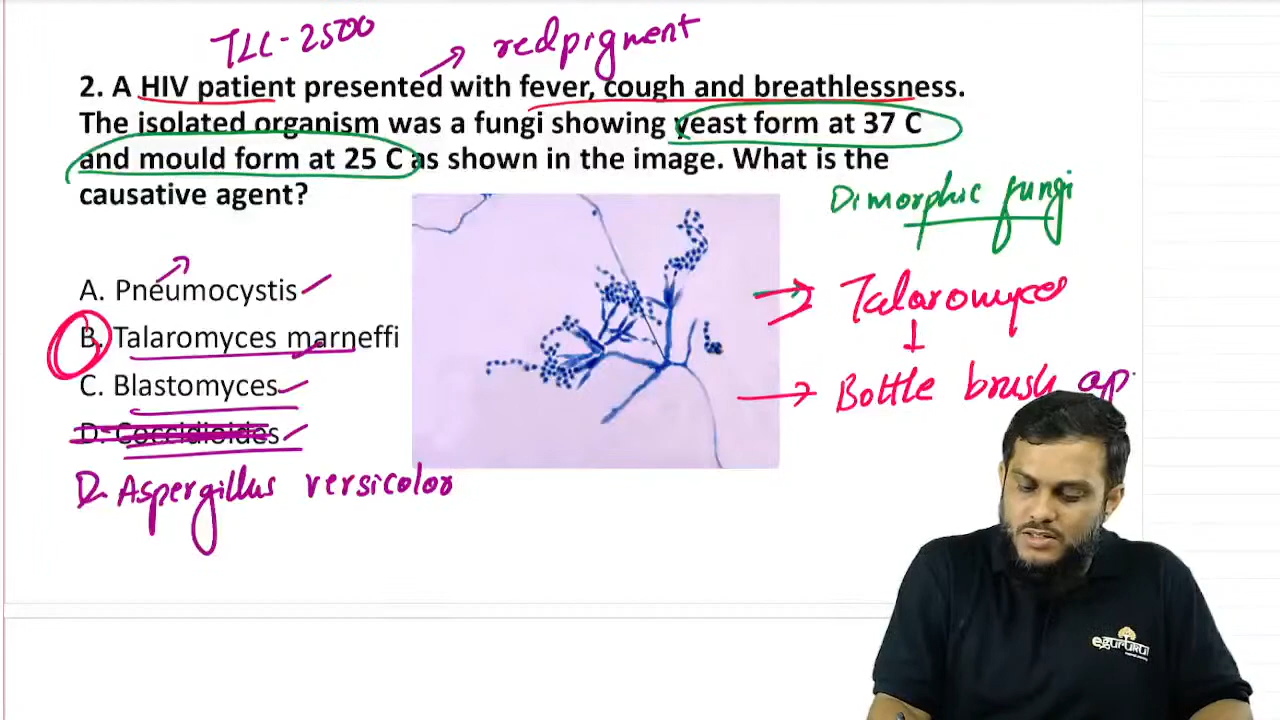 TLC-2500
→ redpigment
2. A HIV patient presented with fever, cough and breathlessness.
The isolated organism was a fungi showing yeast form at 37 C
and mould form at 25 C as shown in the image. What is the
causative agent?
Dimorphic fungi
A. Pneumocystis
B. Talaromyces marneffi
C. Blastomyces
D. Coccidioides
D. Aspergillus versicolor
→ Talaromyces
→ Bottle brush ap.
egurukul